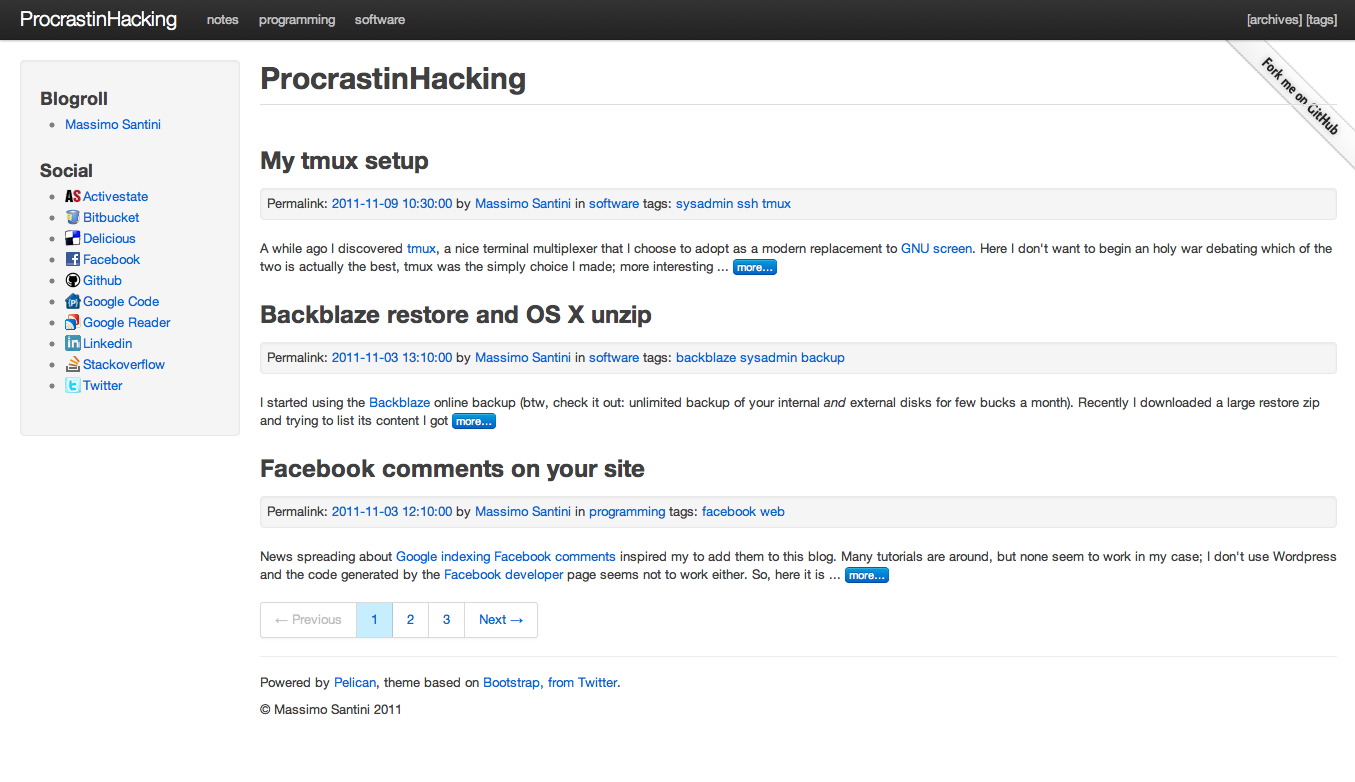 ProcrastinHacking notes programming software [archives] [tags]
Fork me on GitHub
Blogroll
Massimo Santini
Social
Activestate
Bitbucket
Delicious
Facebook
Github
Google Code
Google Reader
Linkedin
Stackoverflow
Twitter
ProcrastinHacking
My tmux setup
Permalink: 2011-11-09 10:30:00 by Massimo Santini in software tags: sysadmin ssh tmux
A while ago I discovered tmux, a nice terminal multiplexer that I choose to adopt as a modern replacement to GNU screen. Here I don't want to begin an holy war debating which of the
two is actually the best, tmux was the simply choice I made; more interesting ... more...
Backblaze restore and OS X unzip
Permalink: 2011-11-03 13:10:00 by Massimo Santini in software tags: backblaze sysadmin backup
I started using the Backblaze online backup (btw, check it out: unlimited backup of your internal and external disks for few bucks a month). Recently I downloaded a large restore zip
and trying to list its content I got more...
Facebook comments on your site
Permalink: 2011-11-03 12:10:00 by Massimo Santini in programming tags: facebook web
News spreading about Google indexing Facebook comments inspired my to add them to this blog. Many tutorials are around, but none seem to work in my case; I don't use Wordpress
and the code generated by the Facebook developer page seems not to work either. So, here it is ... more...
← Previous 1 2 3 Next →
Powered by Pelican, theme based on Bootstrap, from Twitter.
© Massimo Santini 2011